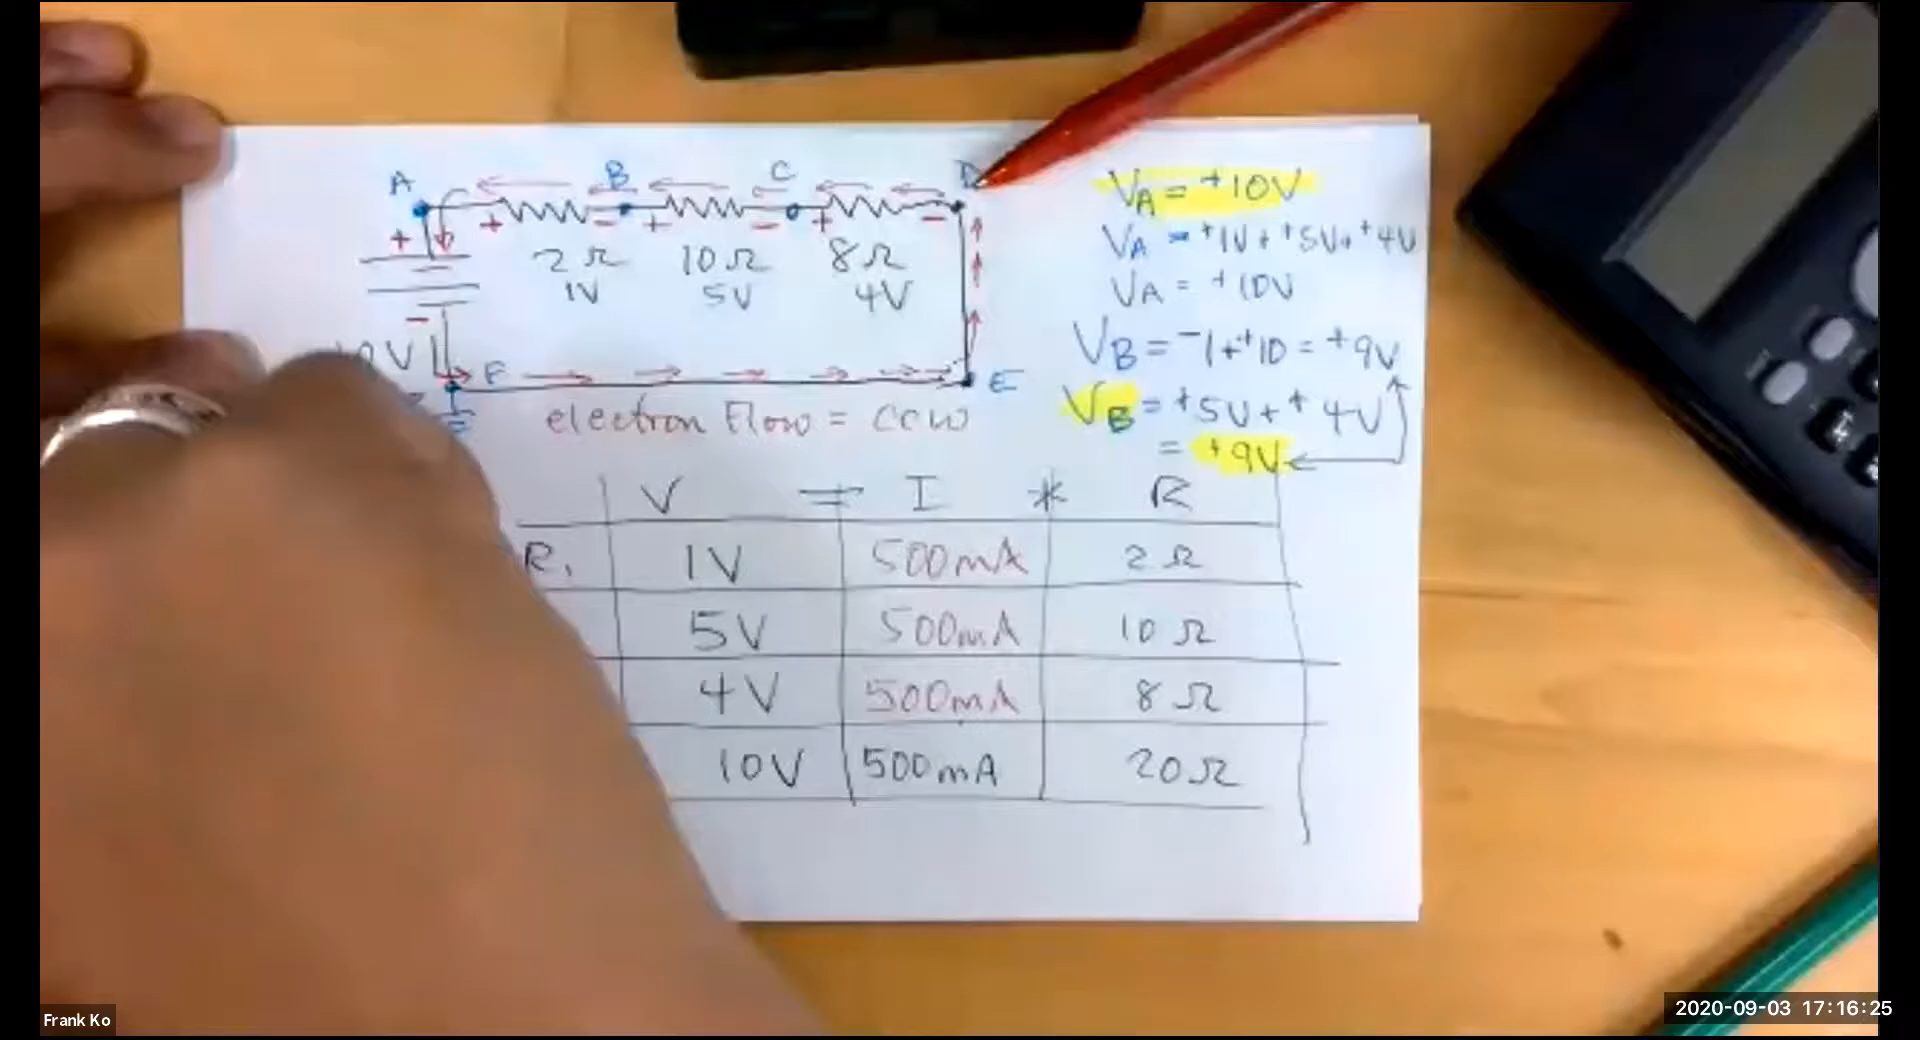 A B C D
+ - + - + -
+
2Ω 10Ω 8Ω
1V 5V 4V
-
10V
F E
electron Flow = ccw
VA = +10V
VA = +1V + +5V + +4V
VA = +10V
VB = -1 + +10 = +9V
VB = +5V + + 4V
= +9V
V = I * R
R1 1V 500mA 2Ω
5V 500mA 10Ω
4V 500mA 8Ω
10V 500mA 20Ω
Frank Ko
2020-09-03 17:16:25